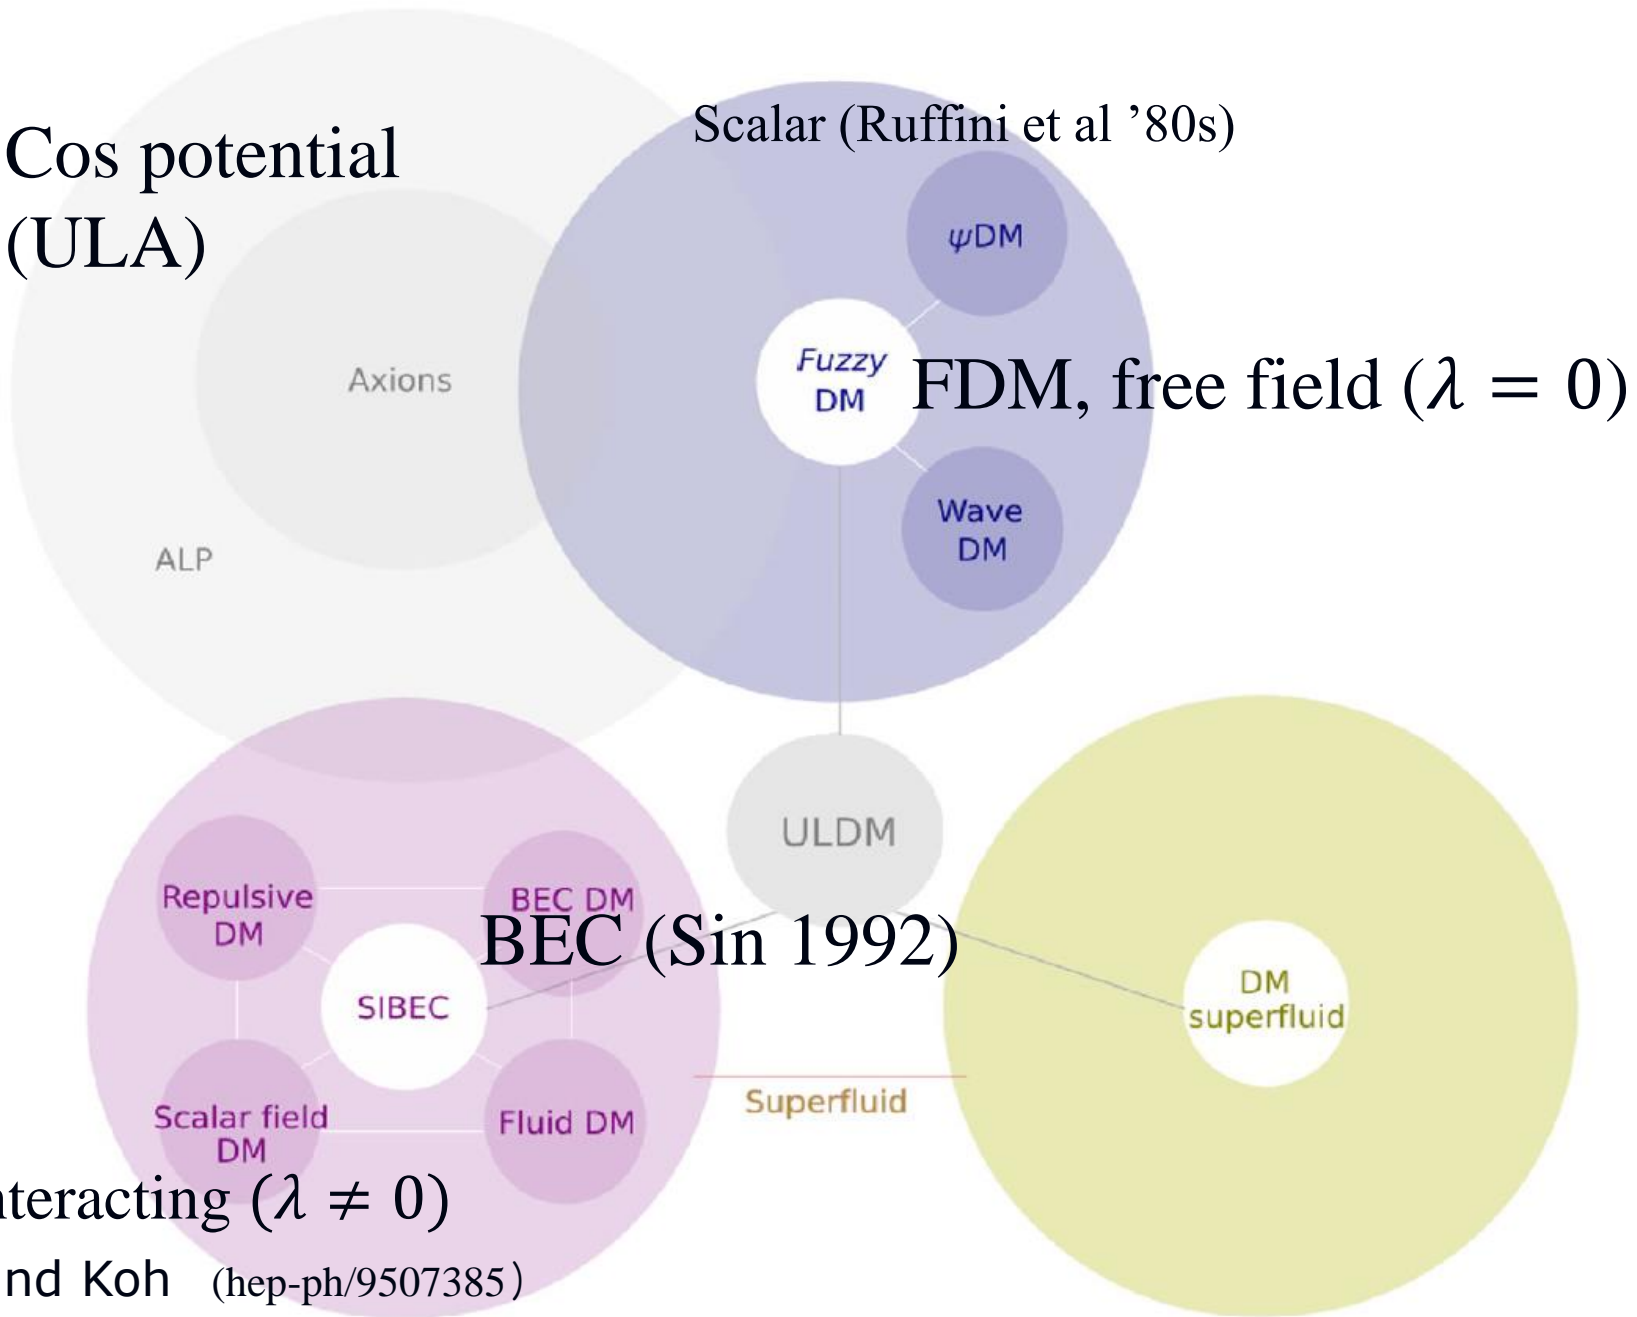 Scalar (Ruffini et al ’80s)
Cos potential
(ULA)
ψDM
Fuzzy
DM
FDM, free field (λ = 0)
Axions
Wave
DM
ALP
ULDM
Repulsive
DM
BEC DM
BEC (Sin 1992)
SIBEC
DM
superfluid
Superfluid
Scalar field
DM
Fluid DM
nteracting (λ ≠ 0)
nd Koh (hep-ph/9507385)